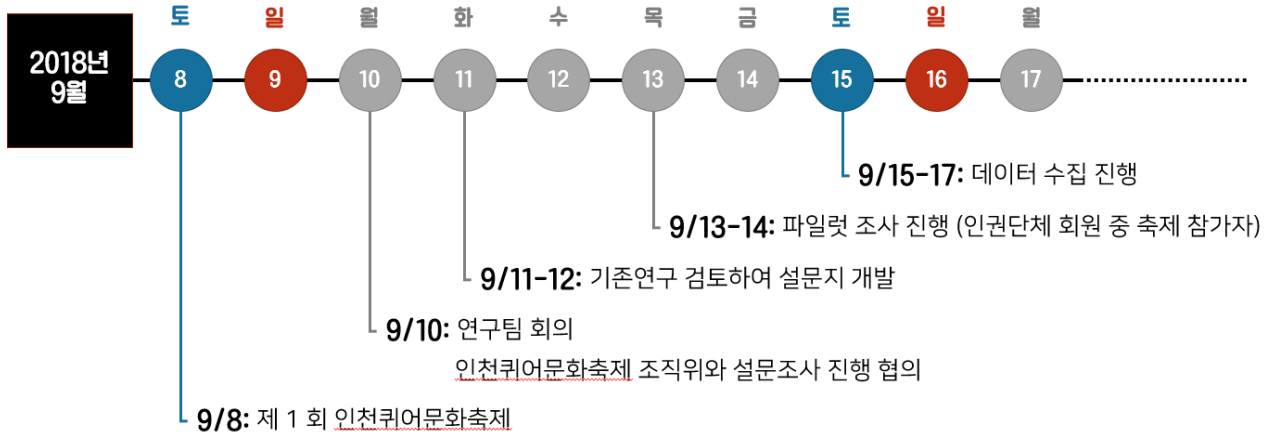 토 일 월 화 수 목 금 토 일 월
2018년
9월
8 9 10 11 12 13 14 15 16 17
9/15-17: 데이터 수집 진행
9/13-14: 파일럿 조사 진행 (인권단체 회원 중 축제 참가자)
9/11-12: 기존연구 검토하여 설문지 개발
9/10: 연구팀 회의
인천퀴어문화축제 조직위와 설문조사 진행 협의
9/8: 제 1 회 인천퀴어문화축제